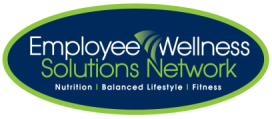 Employee Wellness
Solutions Network
Nutrition | Balanced Lifestyle | Fitness